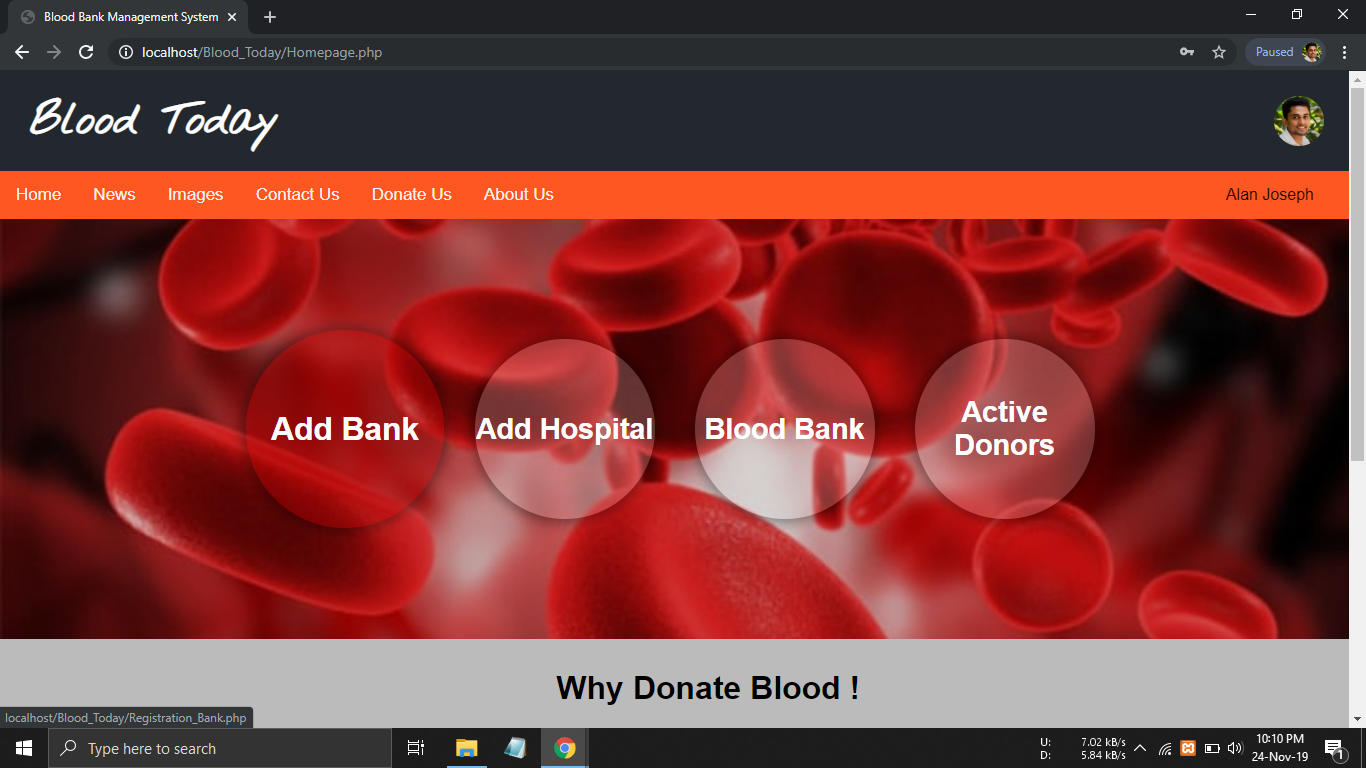 Blood Bank Management System
localhost/Blood_Today/Homepage.php
Paused
Blood Today
Home News Images Contact Us Donate Us About Us Alan Joseph
Add Bank Add Hospital Blood Bank Active
Donors
Why Donate Blood !
localhost/Blood_Today/Registration_Bank.php
Type here to search
U: 7.02 kB/s
D: 5.84 kB/s
10:10 PM
24-Nov-19
1